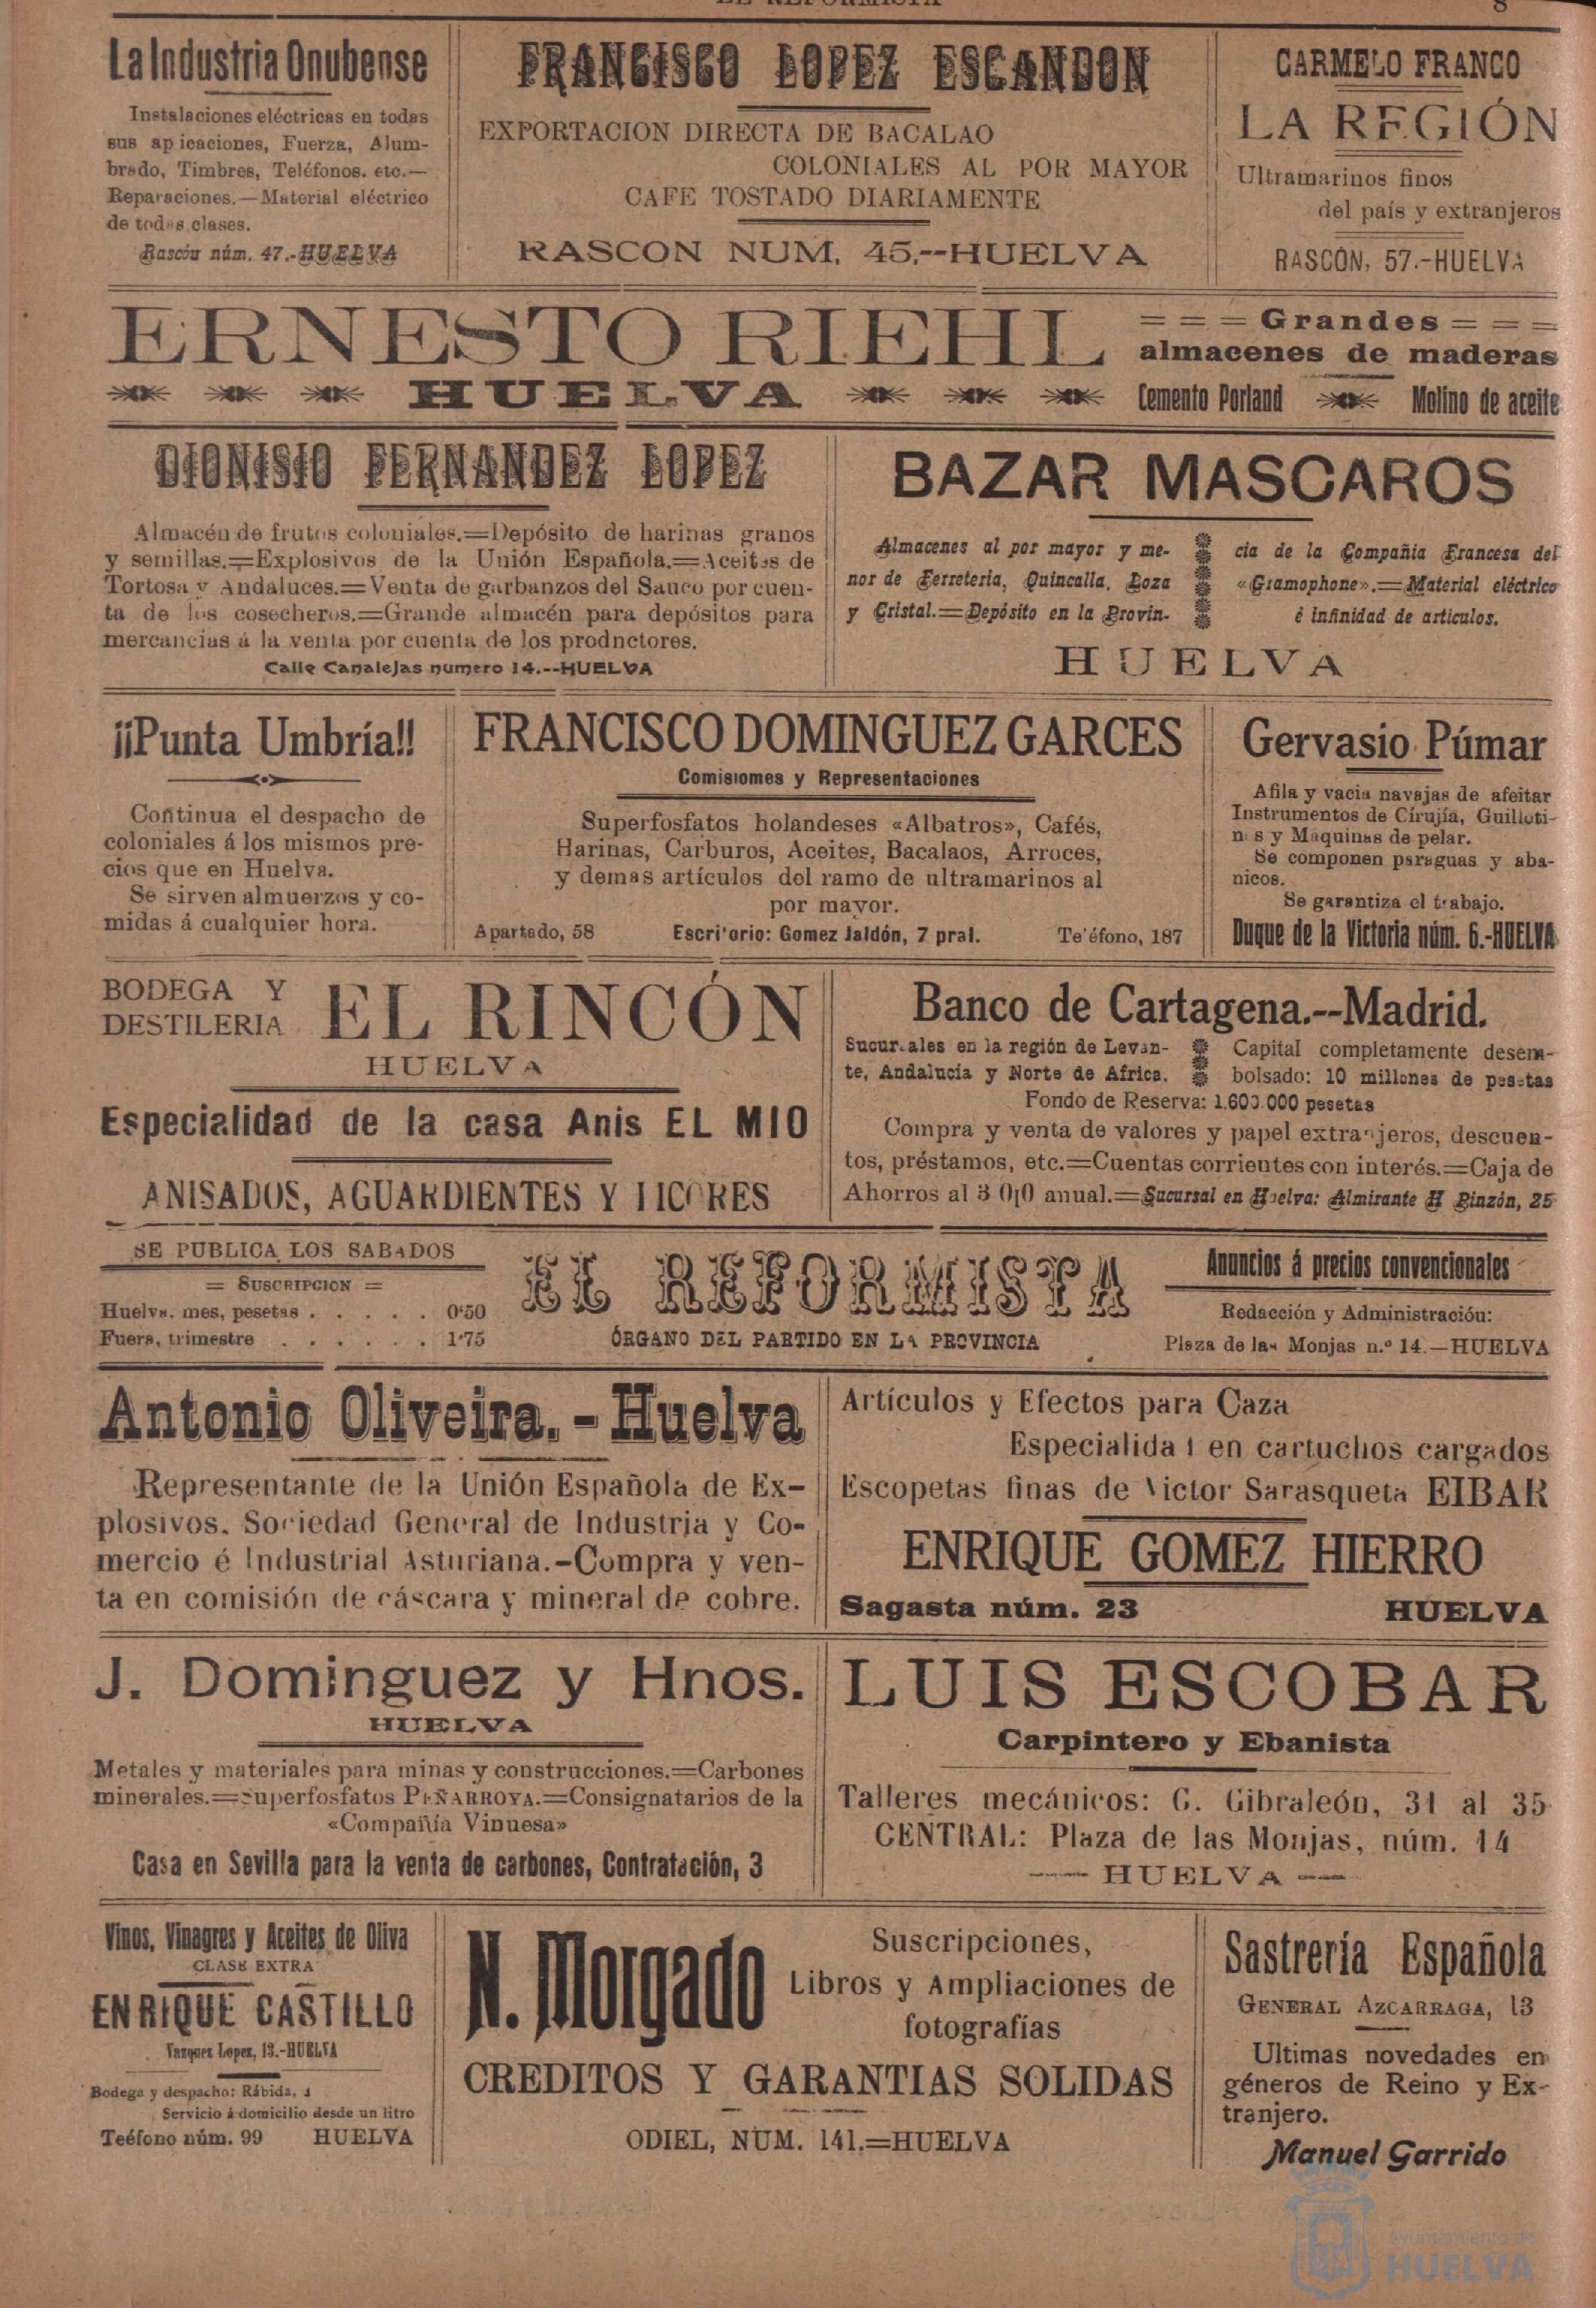 EL REFORMISTA
8
La Industria Onubense
Instalaciones eléctricas en todas
sus ap icaciones, Fuerza, Alum-
brado, Timbres, Teléfonos. etc.—
Reparaciones.—Material eléctrico
de todas clases.
Rascón núm. 47.-HUELVA
FRANCISCO LOPEZ ESCANDON
EXPORTACION DIRECTA DE BACALAO
COLONIALES AL POR MAYOR
CAFE TOSTADO DIARIAMENTE
RASCON NUM. 45.--HUELVA
CARMELO FRANCO
LA REGIÓN
Ultramarinos finos
del país y extranjeros
RASCÓN, 57.-HUELVA
ERNESTO RIEHL
HUELVA
= = = Grandes = = =
almacenes de maderas
Cemento Porland Molino de aceite
DIONISIO FERNANDEZ LOPEZ
Almacén de frutos coloniales.=Depósito de harinas granos
y semillas.=Explosivos de la Unión Española.=Aceites de
Tortosa y Andaluces.=Venta de garbanzos del Sauco por cuen-
ta de los cosecheros.=Grande almacén para depósitos para
mercancías á la venta por cuenta de los prodnctores.
Calle Canalejas numero 14.--HUELVA
BAZAR MASCAROS
Almacenes al por mayor y me-
nor de Ferreteria, Quincalla, Loza
y Cristal.=Depósito en la Provin-
cia de la Compañia Francesa del
«Gramophone».=Material eléctrico
é infinidad de articulos.
HUELVA
¡¡Punta Umbría!!
Continua el despacho de
coloniales á los mismos pre-
cios que en Huelva.
Se sirven almuerzos y co-
midas á cualquier hora.
FRANCISCO DOMINGUEZ GARCES
Comisiomes y Representaciones
Superfosfatos holandeses «Albatros», Cafés,
Harinas, Carburos, Aceites, Bacalaos, Arroces,
y demas artículos del ramo de ultramarinos al
por mayor.
Apartado, 58 Escri'orio: Gomez Jaldón, 7 pral. Te'éfono, 187
Gervasio Púmar
Afila y vacia navajas de afeitar
Instrumentos de Cirujía, Guilloti-
n s y Maquinas de pelar.
Se componen paraguas y aba-
nicos.
Se garantiza el trabajo.
Duque de la Victoria núm. 6.-HUELVA
BODEGA Y
DESTILERIA
EL RINCÓN
HUELVA
Especialidad de la casa Anis EL MIO
ANISADOS, AGUARDIENTES Y LICORES
Banco de Cartagena.--Madrid.
Sucursales en la región de Levan-
te, Andalucía y Norte de Africa.
Capital completamente desem-
bolsado: 10 millones de pesetas
Fondo de Reserva: 1.600.000 pesetas
Compra y venta de valores y papel extranjeros, descuen-
tos, préstamos, etc.=Cuentas corrientes con interés.=Caja de
Ahorros al 3 0¡0 anual.=Sucursal en Huelva: Almirante H Pinzón, 25
SE PUBLICA LOS SABADOS
= SUSCRIPCION =
Huelva. mes, pesetas . . . . . 0'50
Fuera, trimestre . . . . . . 1'75
EL REFORMISTA
ÓRGANO DEL PARTIDO EN LA PROVINCIA
Anuncios á precios convencionales
Redacción y Administración:
Plaza de las Monjas n.º 14.—HUELVA
Antonio Oliveira.-Huelva
Representante de la Unión Española de Ex-
plosivos. Sociedad General de Industria y Co-
mercio é Industrial Asturiana.-Compra y ven-
ta en comisión de cáscara y mineral de cobre.
Artículos y Efectos para Caza
Especialida l en cartuchos cargados
Escopetas finas de Victor Sarasqueta EIBAR
ENRIQUE GOMEZ HIERRO
Sagasta núm. 23 HUELVA
J. Dominguez y Hnos.
HUELVA
Metales y materiales para minas y construcciones.=Carbones
minerales.=Superfosfatos PEÑARROYA.=Consignatarios de la
«Compañía Vinuesa»
Casa en Sevilla para la venta de carbones, Contratación, 3
LUIS ESCOBAR
Carpintero y Ebanista
Talleres mecánicos: G. Gibraleón, 31 al 35
CENTRAL: Plaza de las Monjas, núm. 14
—HUELVA—
Vinos, Vinagres y Aceites de Oliva
CLASE EXTRA
ENRIQUE CASTILLO
Vazquez Lopez, 13.-HUELVA
Bodega y despacho: Rábida, 1
Servicio á domicilio desde un litro
Teéfono núm. 99 HUELVA
N. Morgado
Suscripciones,
Libros y Ampliaciones de
fotografías
CREDITOS Y GARANTIAS SOLIDAS
ODIEL, NUM. 141.=HUELVA
Sastrería Española
GENERAL AZCARRAGA, 13
Ultimas novedades en
géneros de Reino y Ex-
tranjero.
Manuel Garrido
Ayuntamiento de
HUELVA